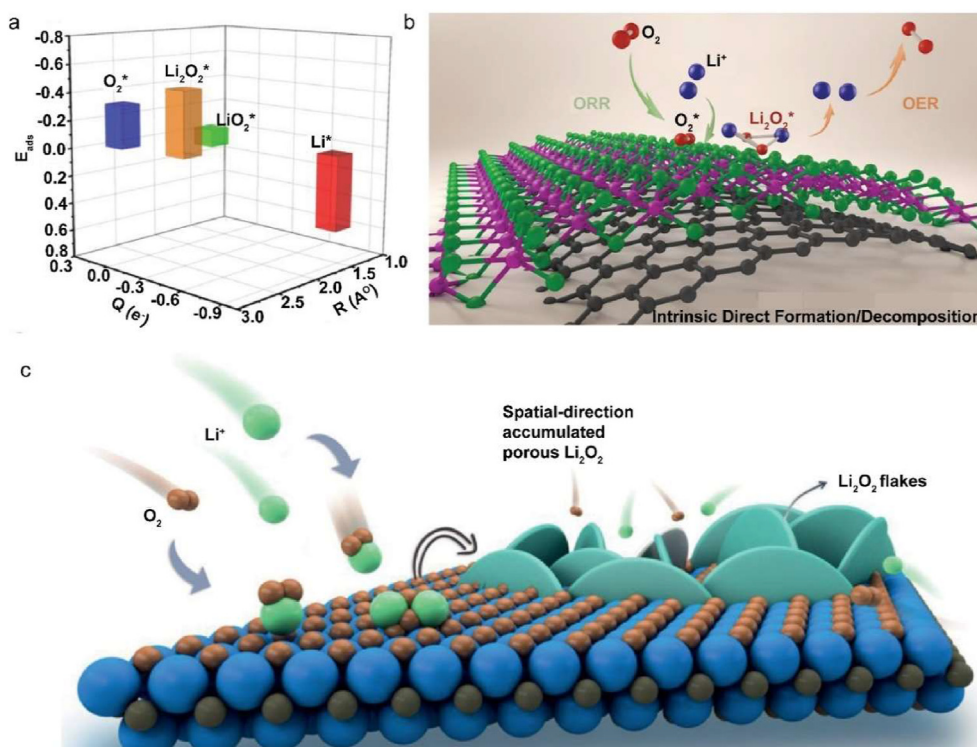 a
-0.8
-0.6
-0.4
-0.2
0.0
0.2
0.4
0.6
0.8
E_ads
O₂*
Li₂O₂*
LiO₂*
Li*
0.3
0.0
-0.3
-0.6
-0.9
Q (e⁻)
3.0
2.5
2.0
1.5
1.0
R (A⁰)
b
O₂
Li⁺
ORR
O₂*
Li₂O₂*
OER
Intrinsic Direct Formation/Decomposition
c
Li⁺
O₂
Spatial-direction
accumulated
porous Li₂O₂
Li₂O₂ flakes